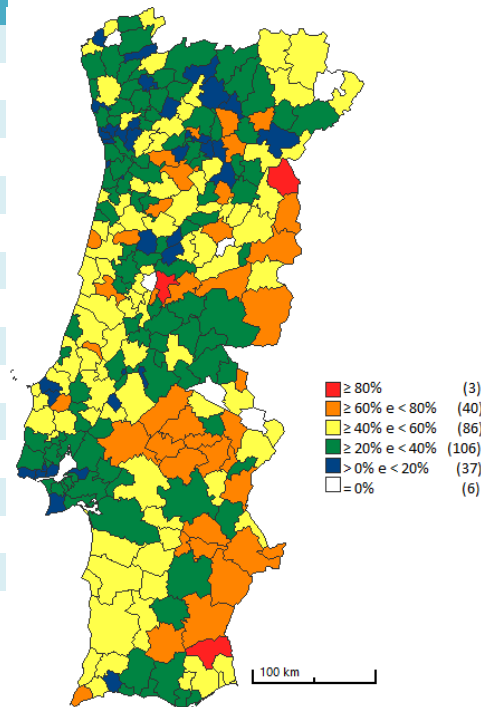 ≥ 80% (3)
≥ 60% e < 80% (40)
≥ 40% e < 60% (86)
≥ 20% e < 40% (106)
> 0% e < 20% (37)
= 0% (6)
100 km